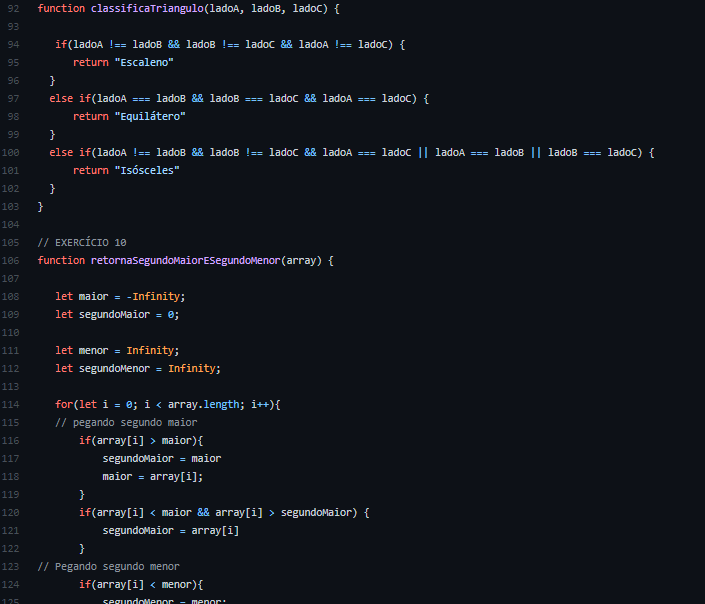 92 function classificaTriangulo(ladoA, ladoB, ladoC) {
93
94 if(ladoA !== ladoB && ladoB !== ladoC && ladoA !== ladoC) {
95 return "Escaleno"
96 }
97 else if(ladoA === ladoB && ladoB === ladoC && ladoA === ladoC) {
98 return "Equilátero"
99 }
100 else if(ladoA !== ladoB && ladoB !== ladoC && ladoA === ladoC || ladoA === ladoB || ladoB === ladoC) {
101 return "Isósceles"
102 }
103 }
104
105 // EXERCÍCIO 10
106 function retornaSegundoMaiorESegundoMenor(array) {
107
108 let maior = -Infinity;
109 let segundoMaior = 0;
110
111 let menor = Infinity;
112 let segundoMenor = Infinity;
113
114 for(let i = 0; i < array.length; i++){
115 // pegando segundo maior
116 if(array[i] > maior){
117 segundoMaior = maior
118 maior = array[i];
119 }
120 if(array[i] < maior && array[i] > segundoMaior) {
121 segundoMaior = array[i]
122 }
123 // Pegando segundo menor
124 if(array[i] < menor){
125 segundoMenor = menor;